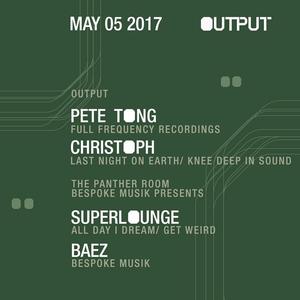 MAY 05 2017
OUTPUT
OUTPUT
PETE TONG
FULL FREQUENCY RECORDINGS
CHRISTOPH
LAST NIGHT ON EARTH/ KNEE DEEP IN SOUND
THE PANTHER ROOM
BESPOKE MUSIK PRESENTS
SUPERLOUNGE
ALL DAY I DREAM/ GET WEIRD
BAEZ
BESPOKE MUSIK